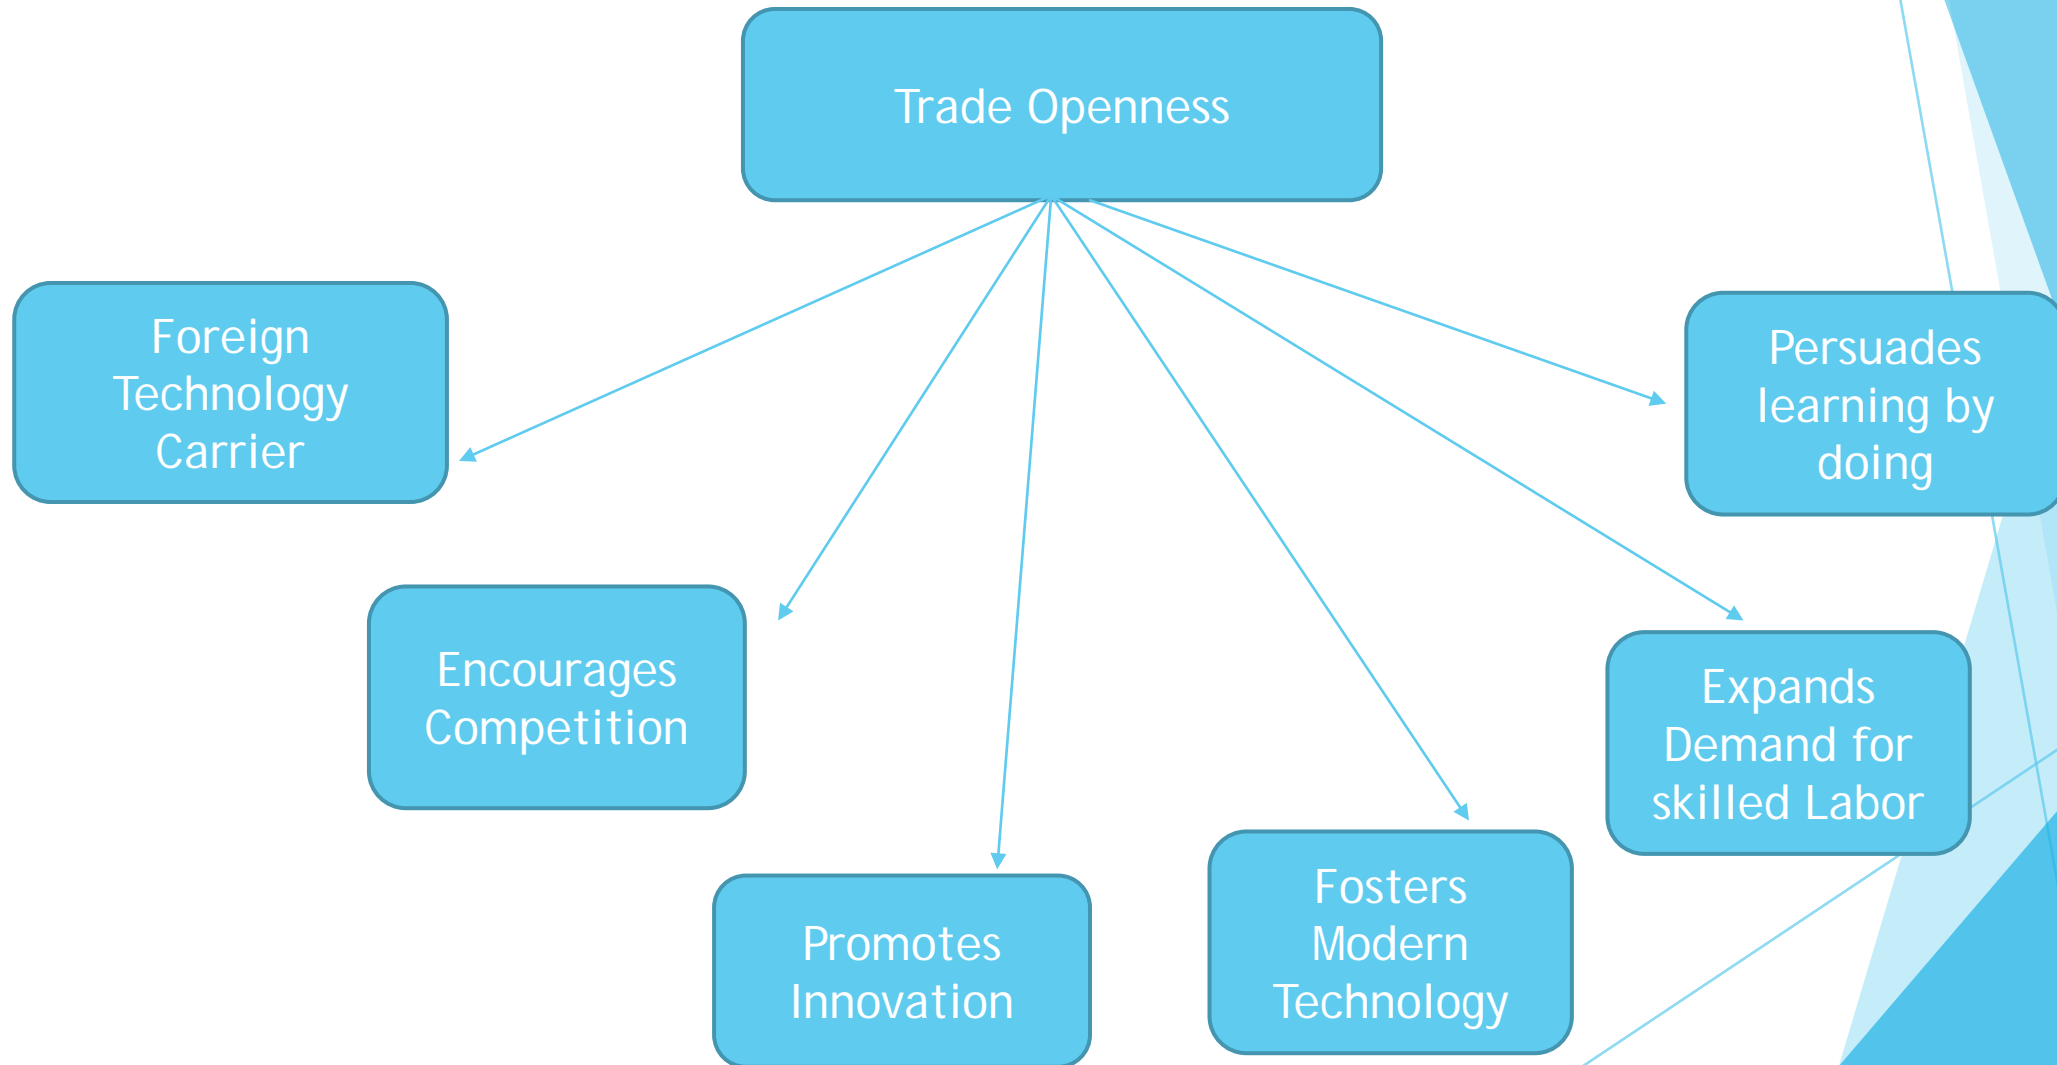 Trade Openness
Foreign
Technology
Carrier
Persuades
learning by
doing
Encourages
Competition
Expands
Demand for
skilled Labor
Promotes
Innovation
Fosters
Modern
Technology